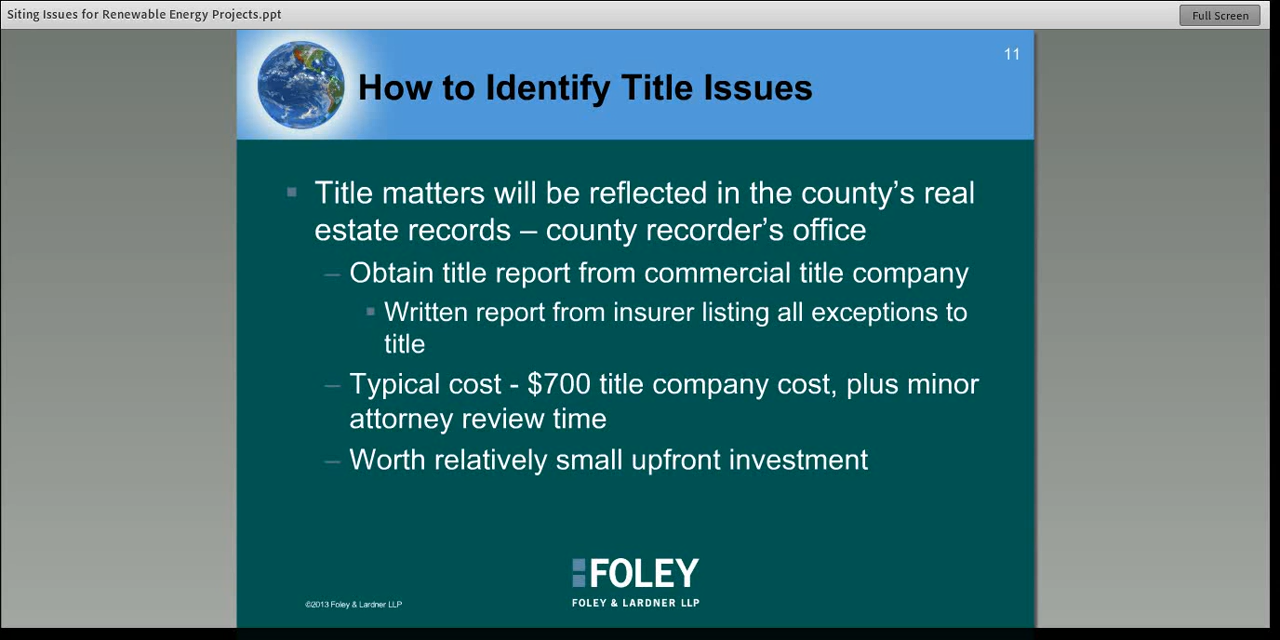 Siting Issues for Renewable Energy Projects.ppt
Full Screen
11
How to Identify Title Issues
Title matters will be reflected in the county’s real
estate records – county recorder’s office
– Obtain title report from commercial title company
Written report from insurer listing all exceptions to
title
– Typical cost - $700 title company cost, plus minor
attorney review time
– Worth relatively small upfront investment
FOLEY
FOLEY & LARDNER LLP
©2013 Foley & Lardner LLP